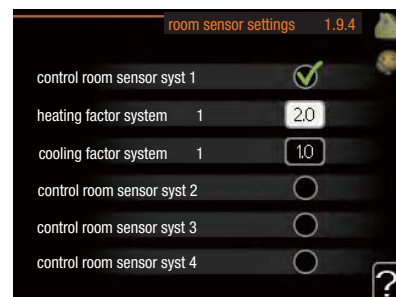 room sensor settings 1.9.4
control room sensor syst 1
heating factor system 1 2.0
cooling factor system 1 1.0
control room sensor syst 2
control room sensor syst 3
control room sensor syst 4
?